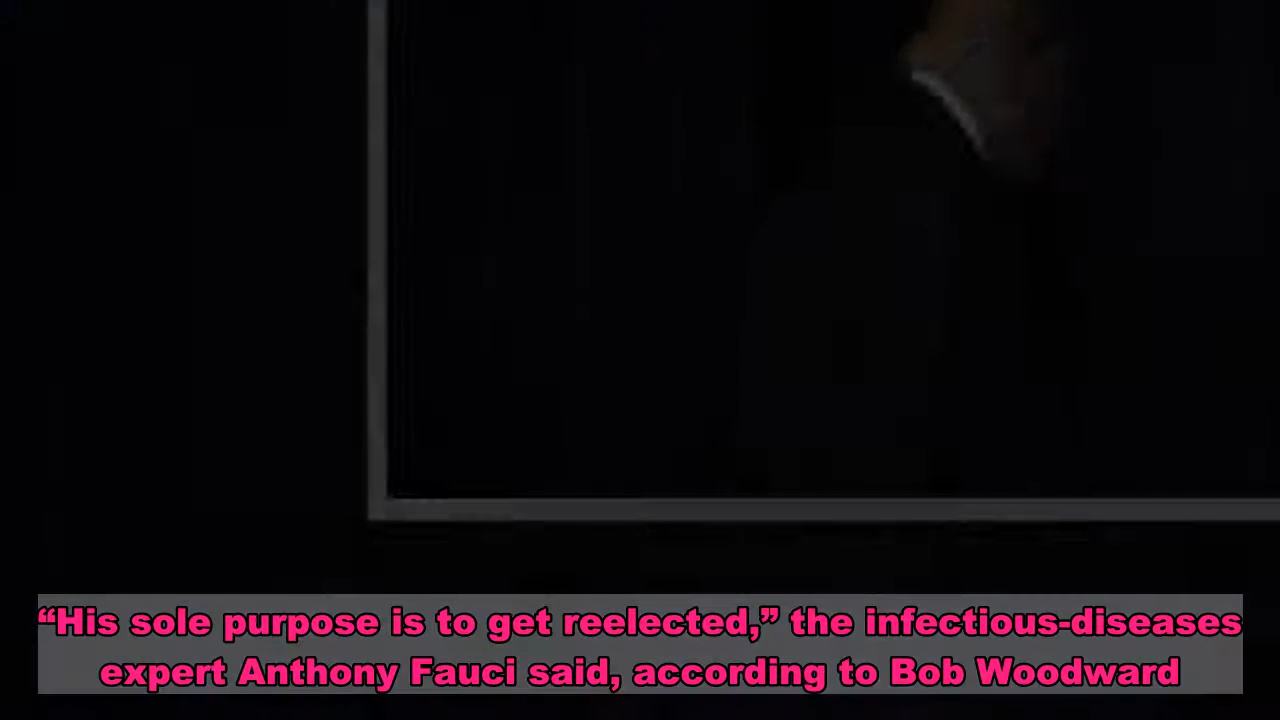 “His sole purpose is to get reelected,” the infectious-diseases
expert Anthony Fauci said, according to Bob Woodward